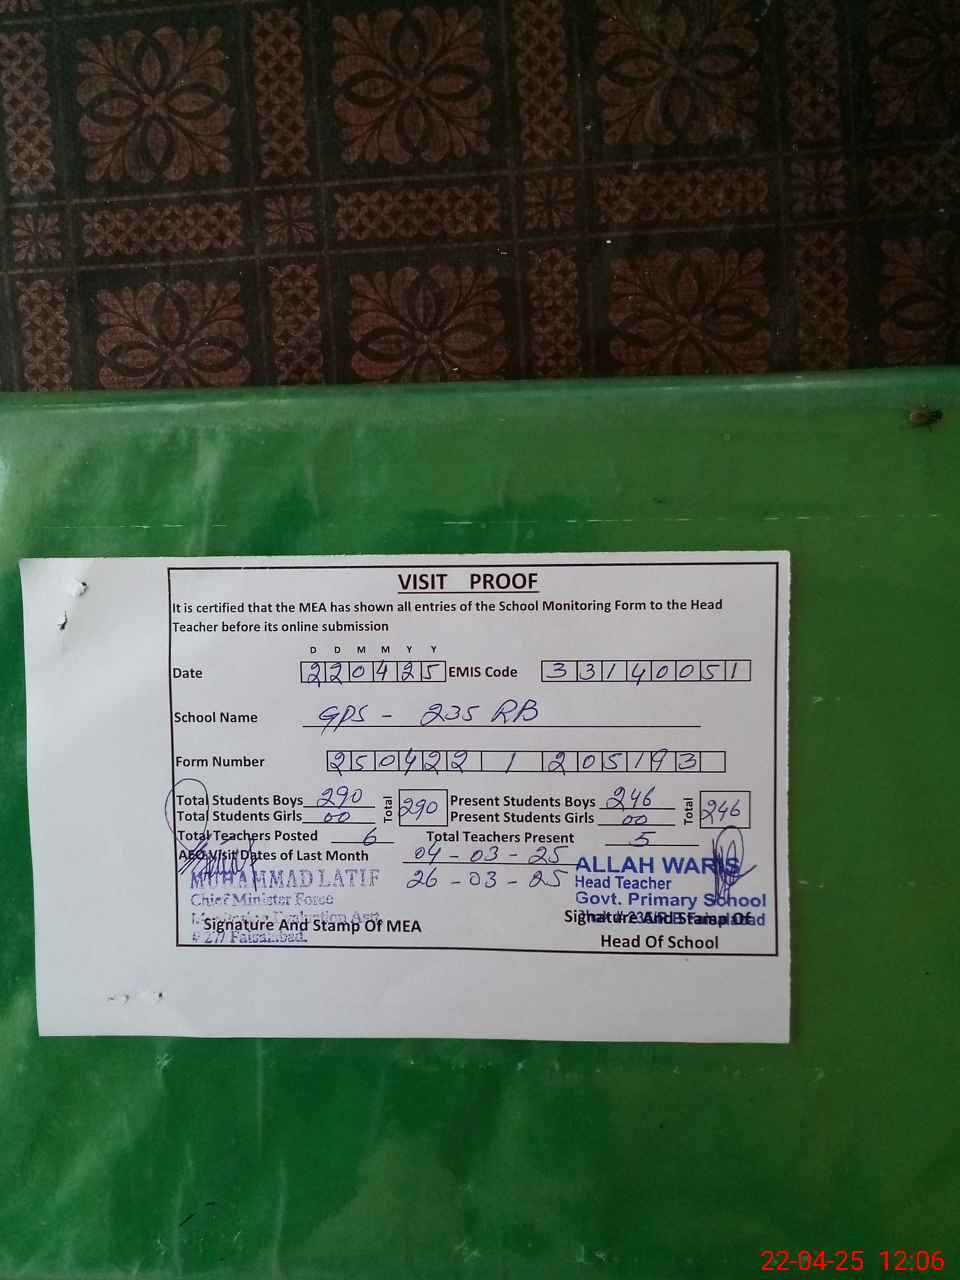 VISIT PROOF
It is certified that the MEA has shown all entries of the School Monitoring Form to the Head
Teacher before its online submission
D D M M Y Y
Date 220425 EMIS Code 33140051
School Name GPS - 235 RB
Form Number 250422 1 205193
Total Students Boys 290 Total 290 Present Students Boys 246 Total 246
Total Students Girls 00 Present Students Girls 00
Total Teachers Posted 6 Total Teachers Present 5
AEO Visit Dates of Last Month 04-03-25
26-03-25
MUHAMMAD LATIF
Chief Minister Force
Faisalabad.
Signature And Stamp Of MEA
ALLAH WARIS
Head Teacher
Govt. Primary School
Signature And Stamp Of
Head Of School
22-04-25 12:06